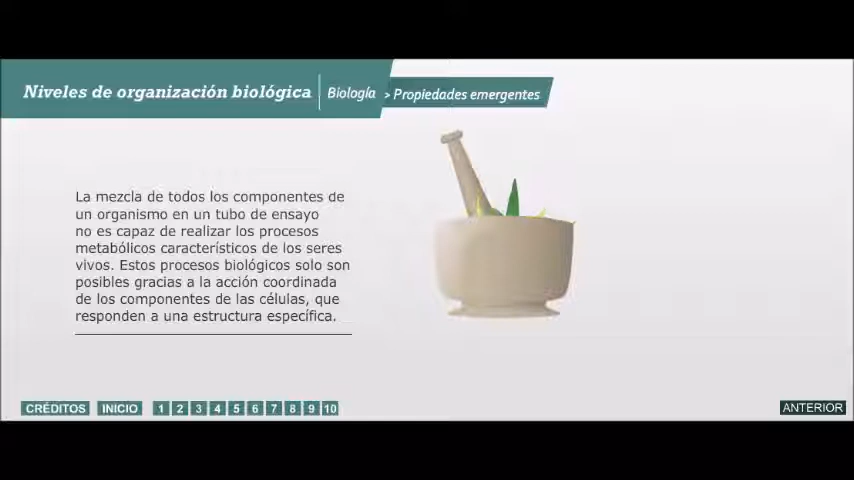 Niveles de organización biológica | Biología > Propiedades emergentes
La mezcla de todos los componentes de
un organismo en un tubo de ensayo
no es capaz de realizar los procesos
metabólicos característicos de los seres
vivos. Estos procesos biológicos solo son
posibles gracias a la acción coordinada
de los componentes de las células, que
responden a una estructura específica.
CRÉDITOS INICIO 1 2 3 4 5 6 7 8 9 10 ANTERIOR